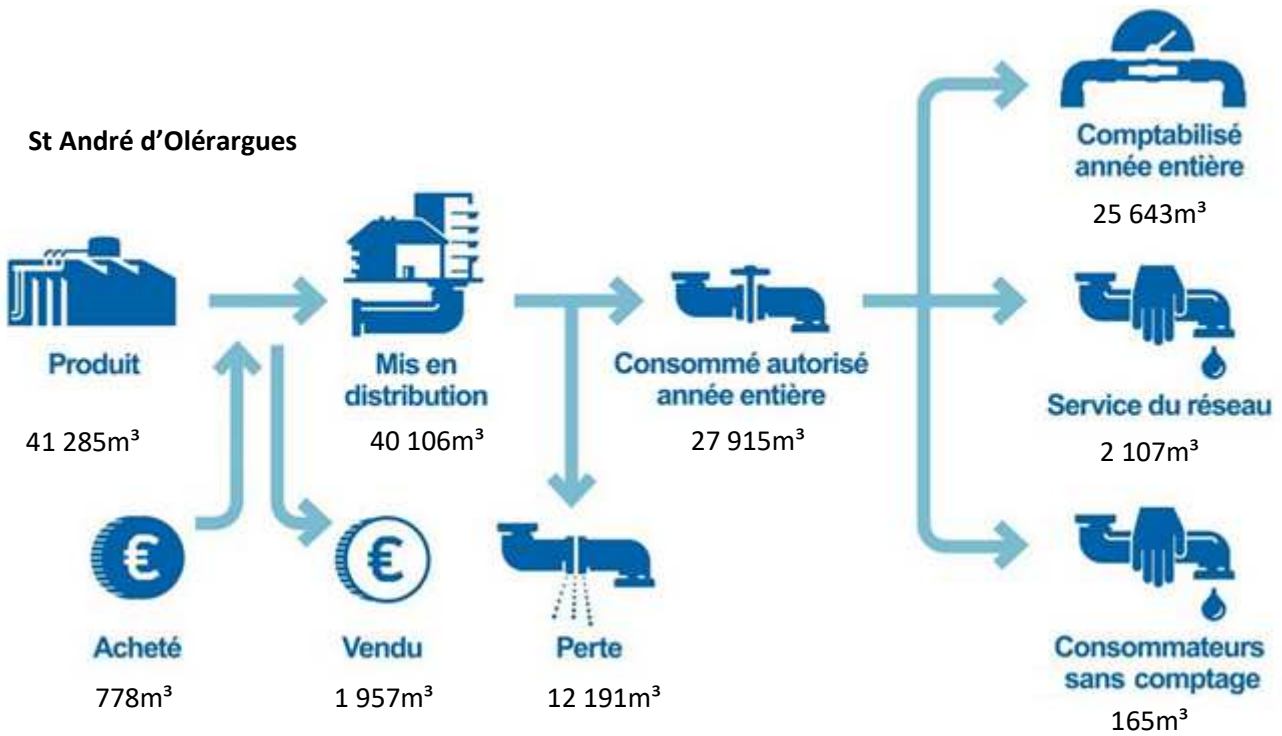 St André d’Olérargues
Produit
41 285m³
Acheté
778m³
Vendu
1 957m³
Mis en
distribution
40 106m³
Perte
12 191m³
Consommé autorisé
année entière
27 915m³
Comptabilisé
année entière
25 643m³
Service du réseau
2 107m³
Consommateurs
sans comptage
165m³
€
€